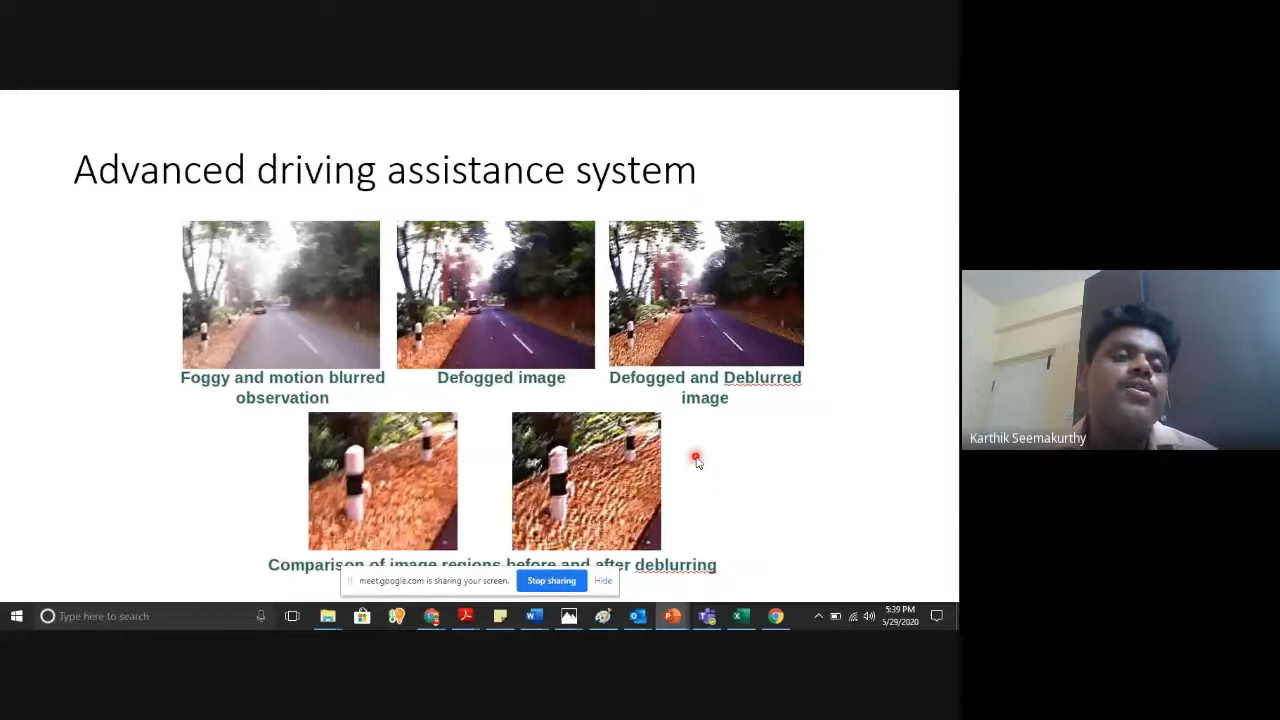 Advanced driving assistance system
Foggy and motion blurred
observation
Defogged image
Defogged and Deblurred
image
Comparison of image regions before and after deblurring
meet.google.com is sharing your screen.
Stop sharing
Hide
Karthik Seemakurthy
Type here to search
5:39 PM
5/29/2020